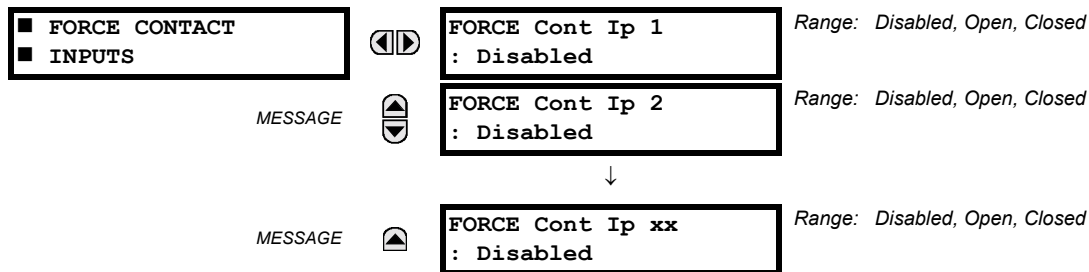 ■ FORCE CONTACT
■ INPUTS
FORCE Cont Ip 1
: Disabled
Range: Disabled, Open, Closed
MESSAGE
FORCE Cont Ip 2
: Disabled
Range: Disabled, Open, Closed
↓
MESSAGE
FORCE Cont Ip xx
: Disabled
Range: Disabled, Open, Closed